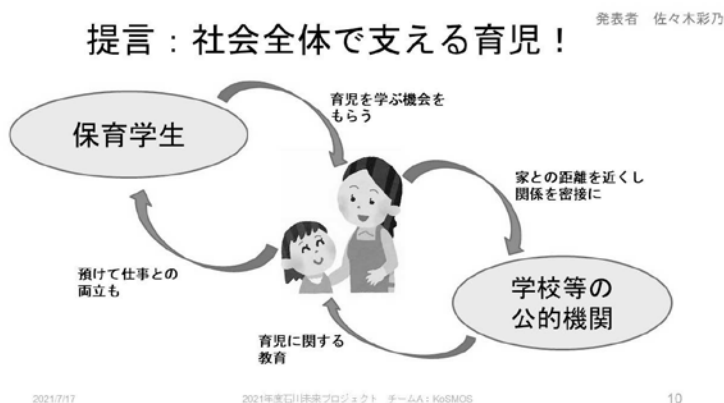 発表者 佐々木彩乃
提言：社会全体で支える育児！
保育学生
育児を学ぶ機会を
もらう
家との距離を近くし
関係を密接に
預けて仕事との
両立も
学校等の
公的機関
育児に関する
教育
2021/7/17
2021年度石川未来プロジェクト チームA：KoSMOS
10